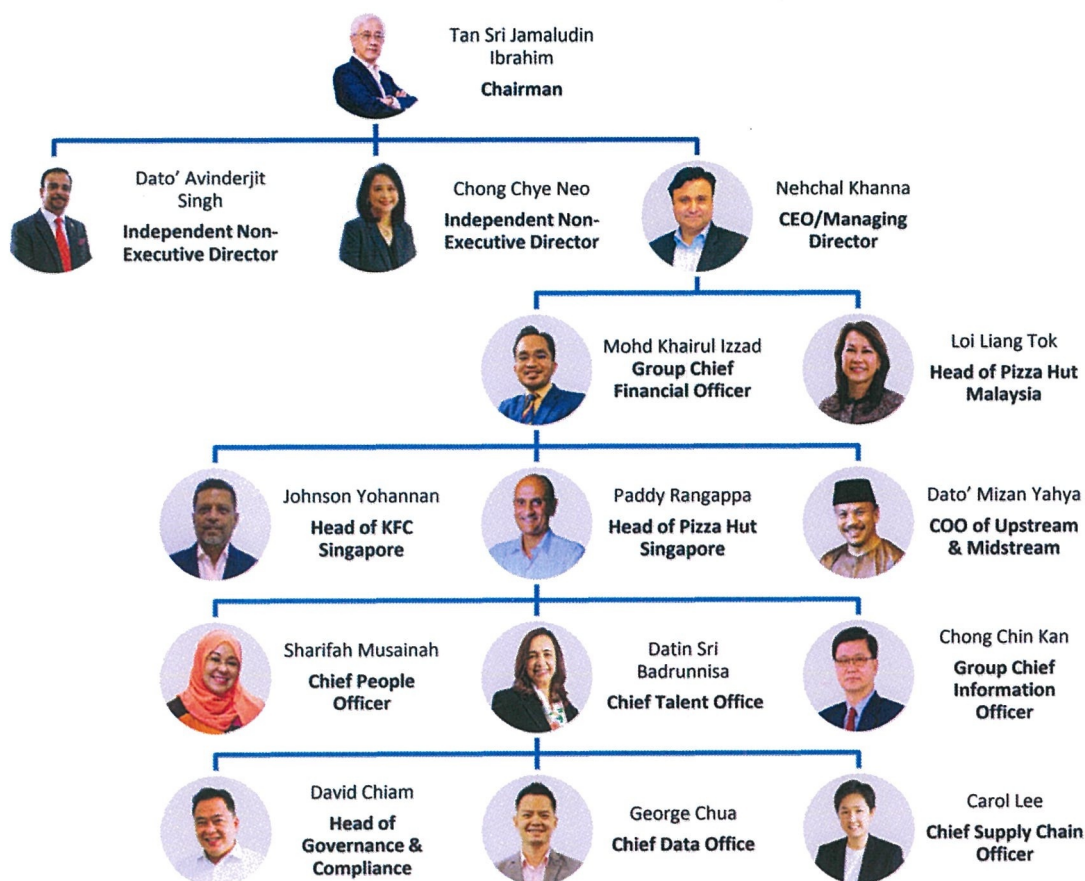 Tan Sri Jamaludin
Ibrahim
Chairman
Dato' Avinderjit
Singh
Independent Non-
Executive Director
Chong Chye Neo
Independent Non-
Executive Director
Nehchal Khanna
CEO/Managing
Director
Mohd Khairul Izzad
Group Chief
Financial Officer
Loi Liang Tok
Head of Pizza Hut
Malaysia
Johnson Yohannan
Head of KFC
Singapore
Paddy Rangappa
Head of Pizza Hut
Singapore
Dato' Mizan Yahya
COO of Upstream
& Midstream
Sharifah Musainah
Chief People
Officer
Datin Sri
Badrunnisa
Chief Talent Office
Chong Chin Kan
Group Chief
Information
Officer
David Chiam
Head of
Governance &
Compliance
George Chua
Chief Data Office
Carol Lee
Chief Supply Chain
Officer